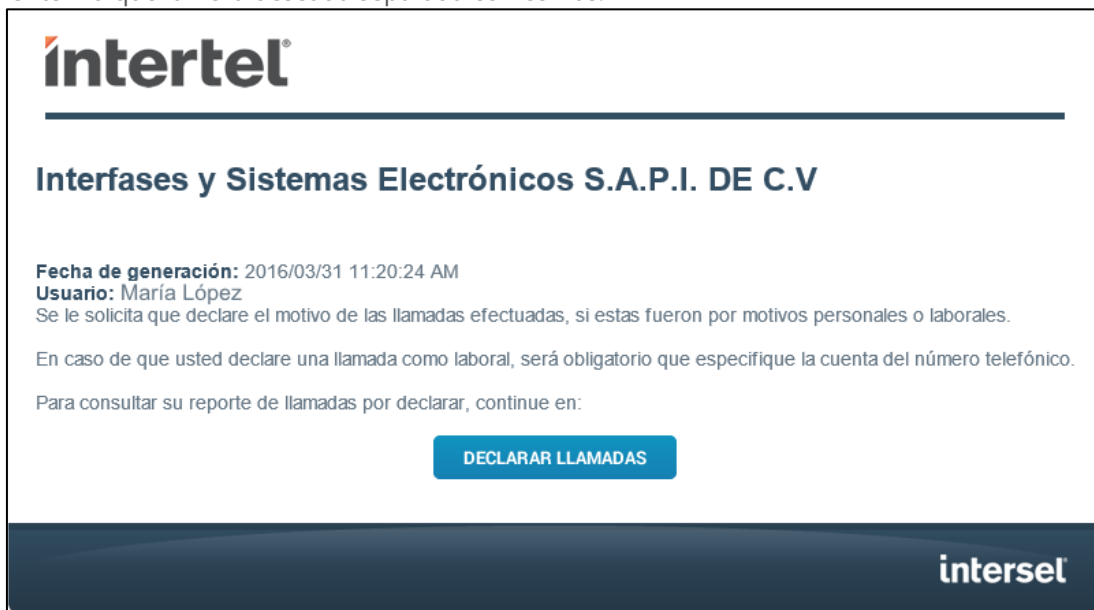 intertel®
Interfases y Sistemas Electrónicos S.A.P.I. DE C.V
Fecha de generación: 2016/03/31 11:20:24 AM
Usuario: María López
Se le solicita que declare el motivo de las llamadas efectuadas, si estas fueron por motivos personales o laborales.
En caso de que usted declare una llamada como laboral, será obligatorio que especifique la cuenta del número telefónico.
Para consultar su reporte de llamadas por declarar, continue en:
DECLARAR LLAMADAS
intersel